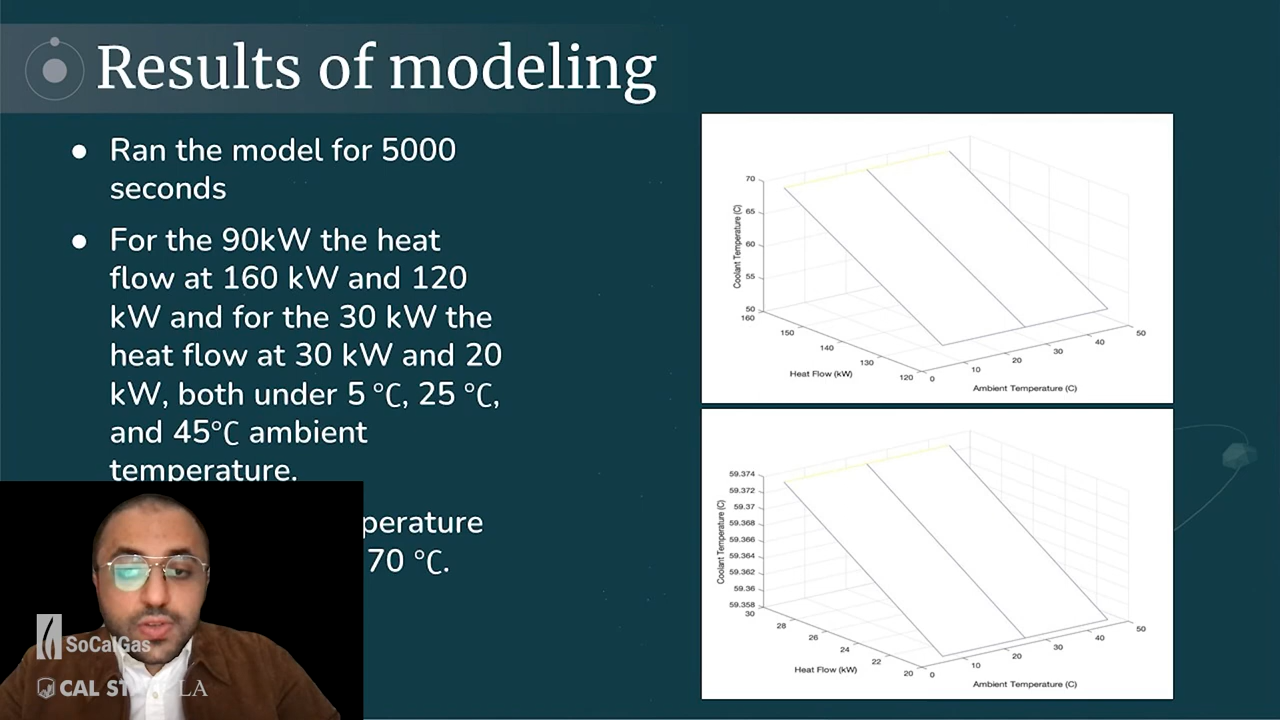 Results of modeling
● Ran the model for 5000
seconds
● For the 90kW the heat
flow at 160 kW and 120
kW and for the 30 kW the
heat flow at 30 kW and 20
kW, both under 5 ℃, 25 ℃,
and 45℃ ambient
temperature.
perature
70 ℃.
SoCalGas
CAL ST LA
70
65
60
55
50
Coolant Temperature (C)
160
150
140
130
120
Heat Flow (kW)
0
10
20
30
40
50
Ambient Temperature (C)
59.374
59.372
59.37
59.368
59.366
59.364
59.362
59.36
59.358
Coolant Temperature (C)
30
28
26
24
22
20
Heat Flow (kW)
0
10
20
30
40
50
Ambient Temperature (C)